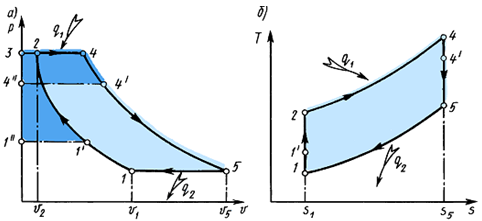 а) p
q₁
3 2 4
4" 4'
1" 1'
1 5
q₂
v₂ v₁ v₅ v
б) T
q₁
4
4'
2
5
1'
1
q₂
s₁ s₅ s